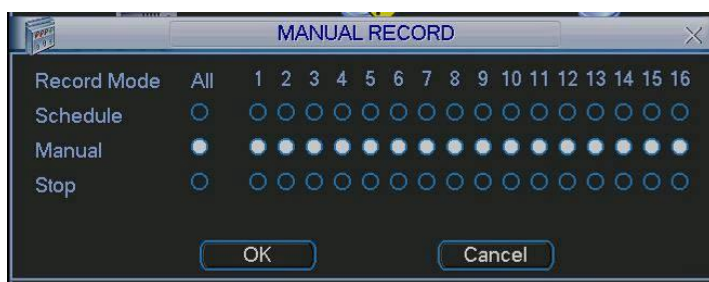 MANUAL RECORD
Record Mode All 1 2 3 4 5 6 7 8 9 10 11 12 13 14 15 16
Schedule
Manual
Stop
OK Cancel